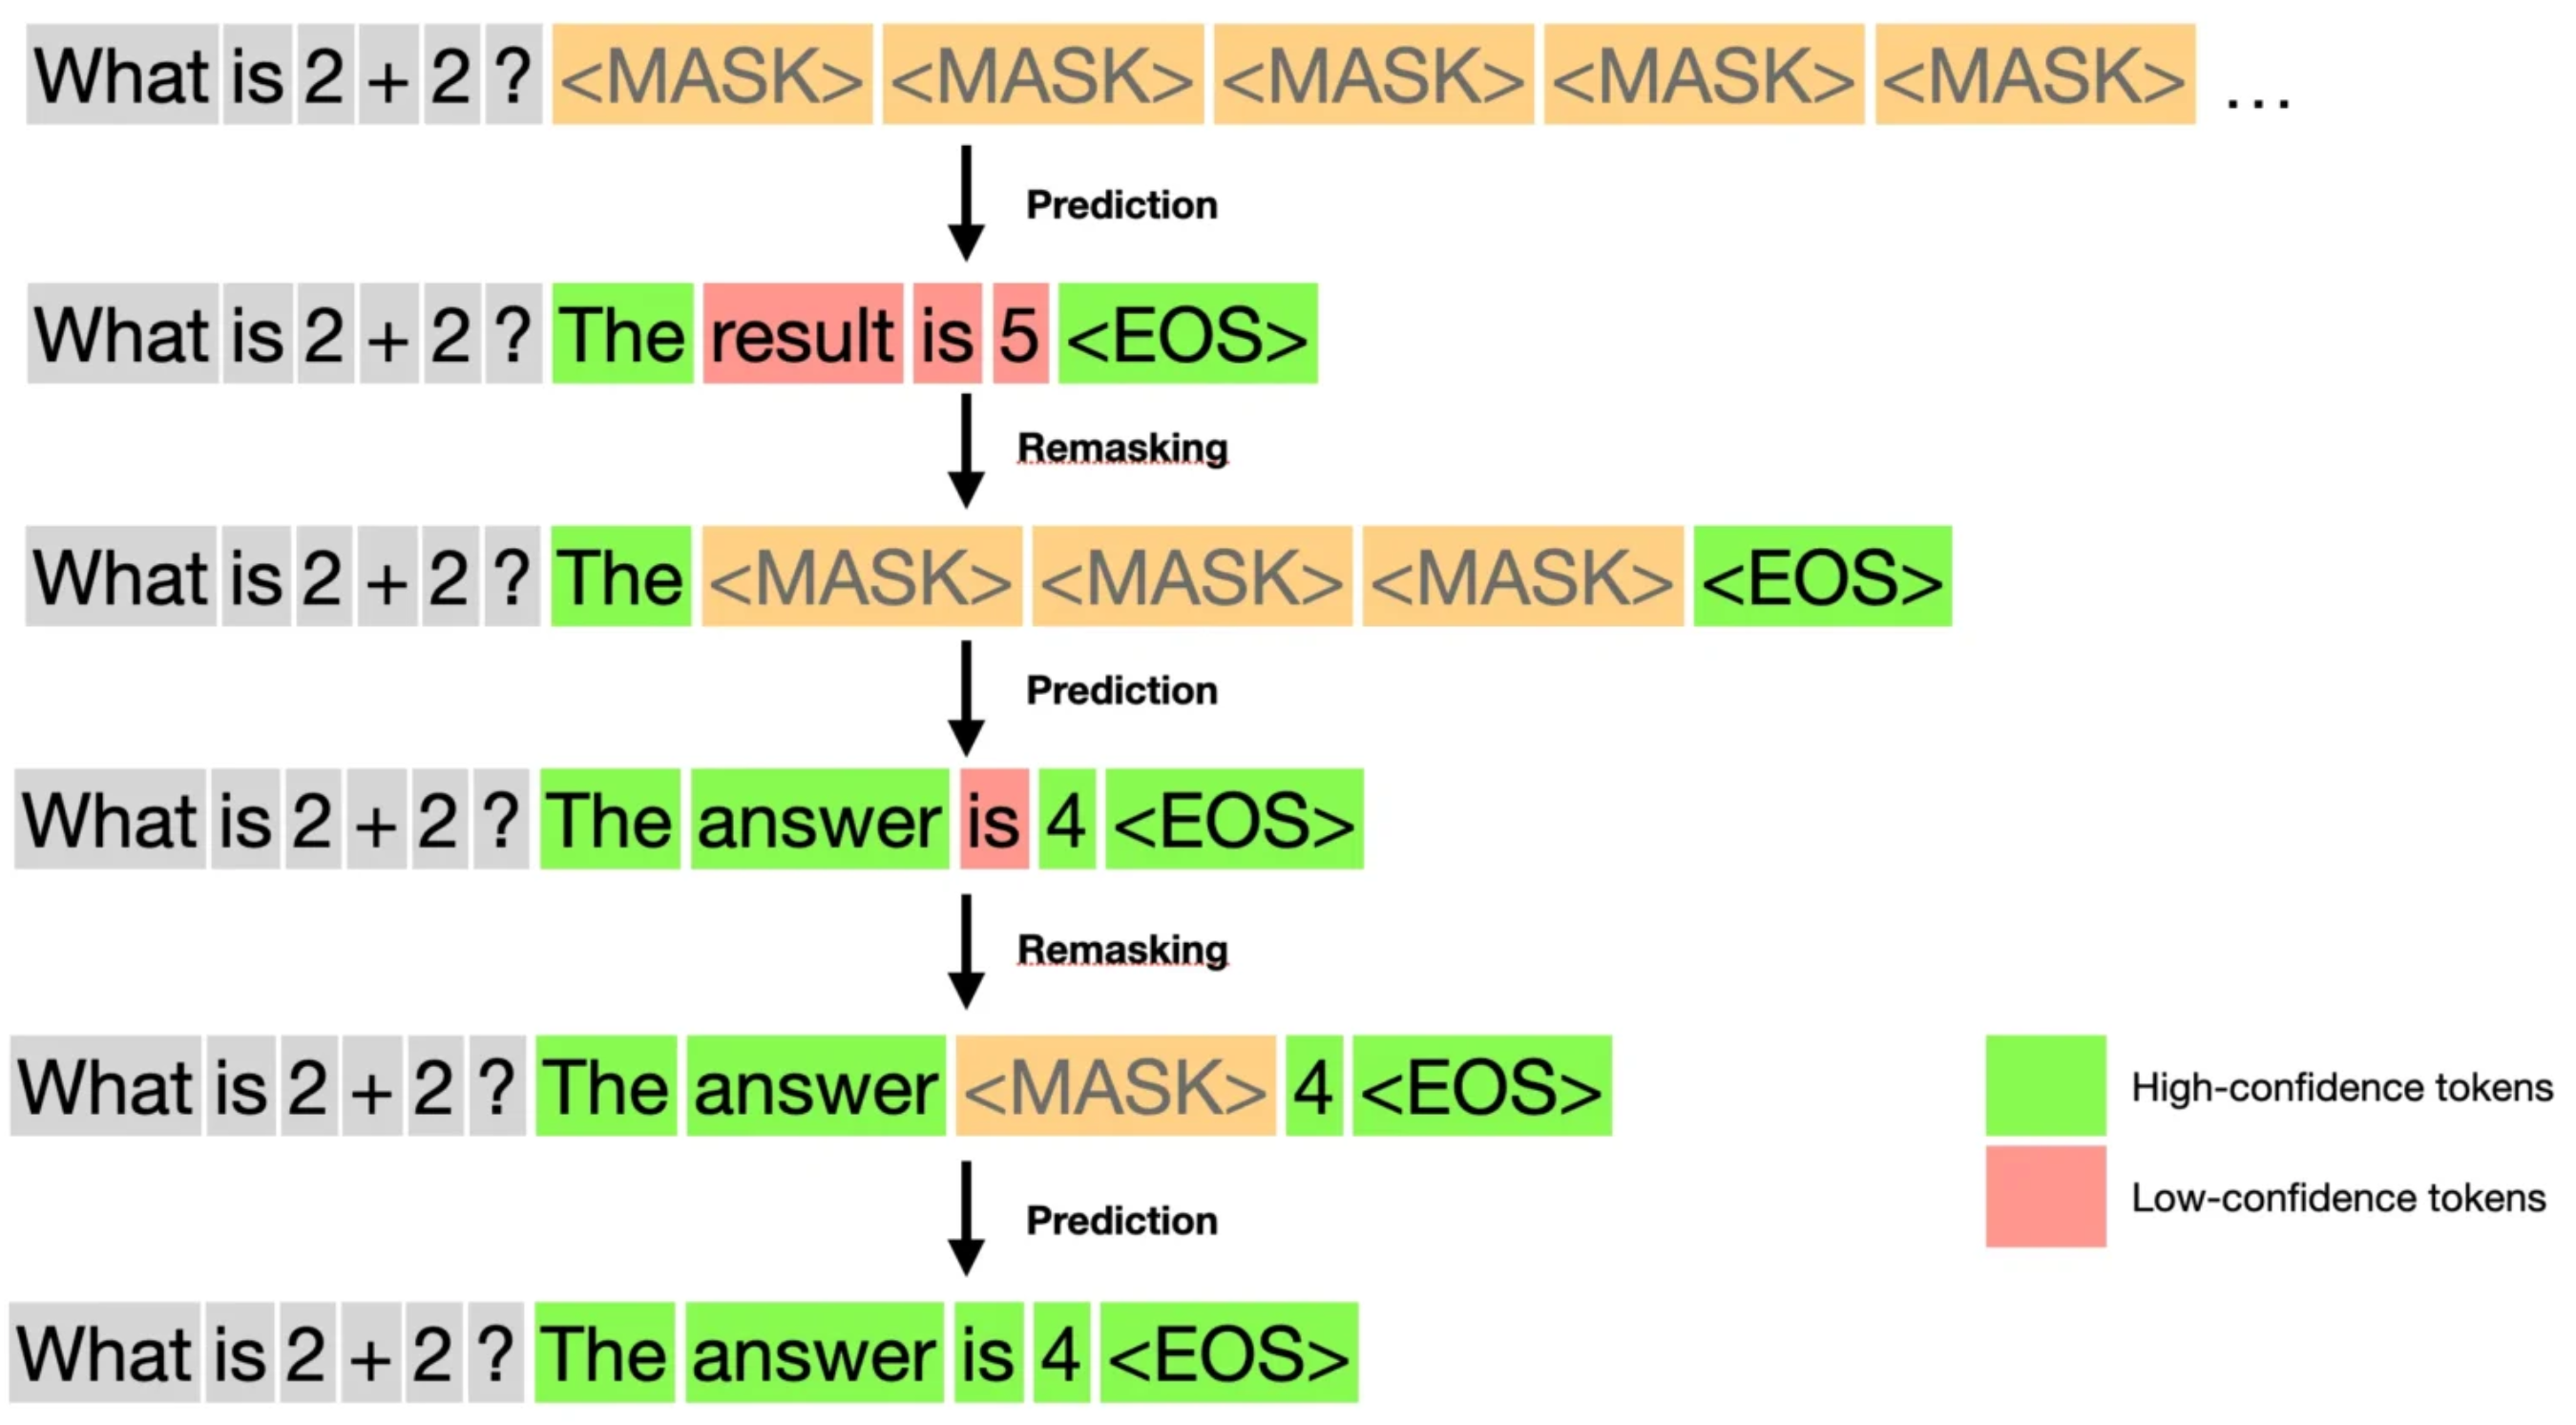 What is 2 + 2 ? <MASK> <MASK> <MASK> <MASK> <MASK> ...
Prediction
What is 2 + 2 ? The result is 5 <EOS>
Remasking
What is 2 + 2 ? The <MASK> <MASK> <MASK> <EOS>
Prediction
What is 2 + 2 ? The answer is 4 <EOS>
Remasking
What is 2 + 2 ? The answer <MASK> 4 <EOS>
High-confidence tokens
Low-confidence tokens
Prediction
What is 2 + 2 ? The answer is 4 <EOS>